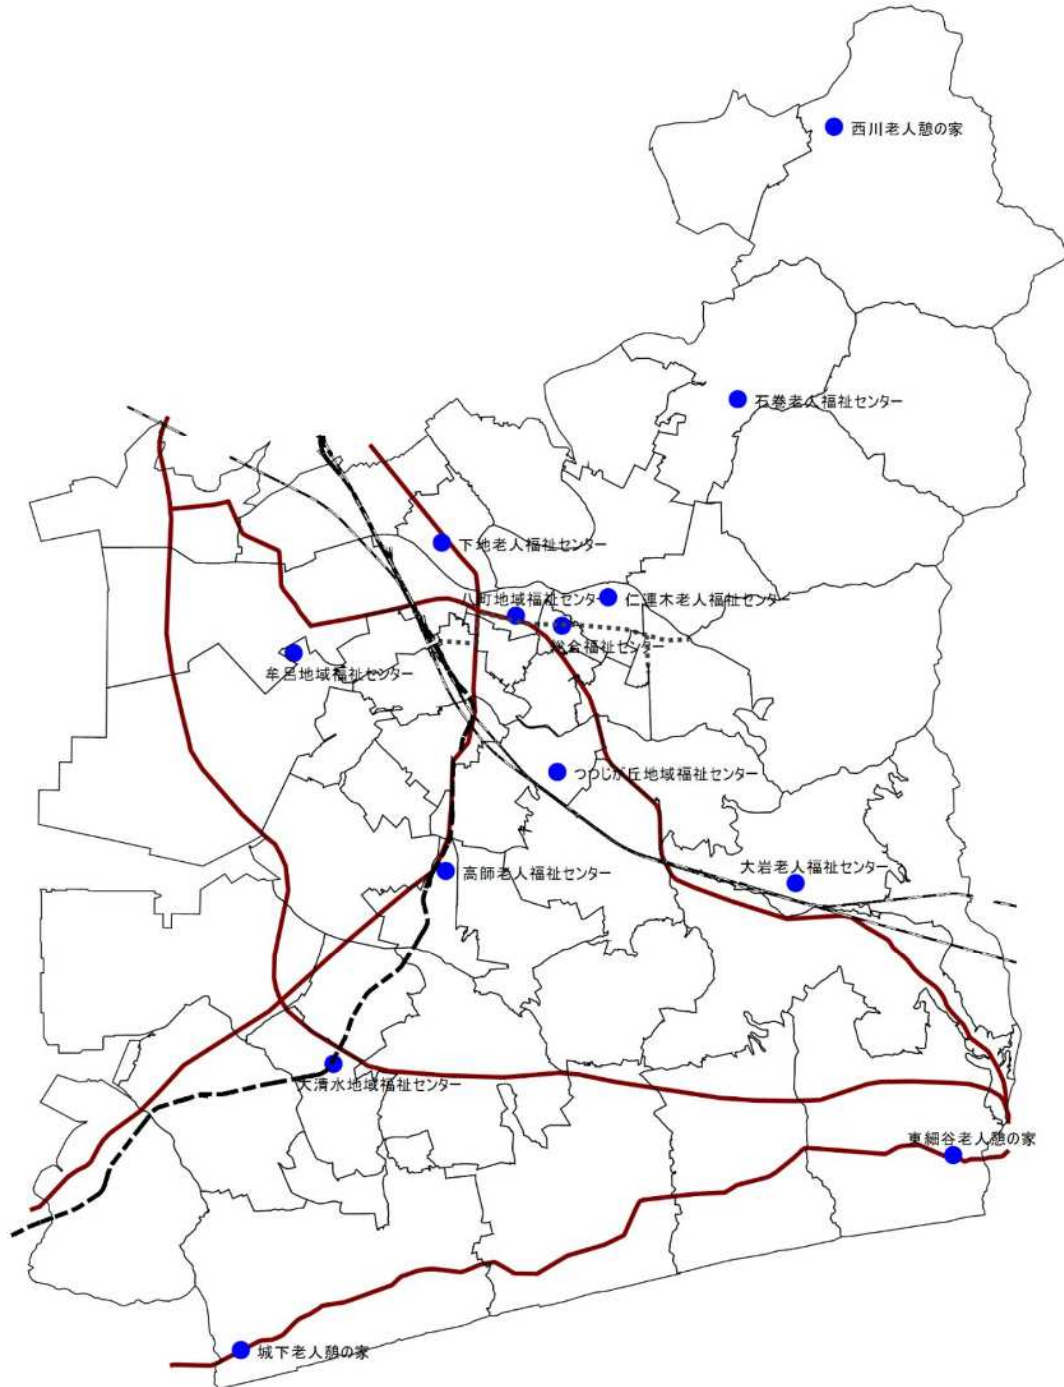 西川老人憩の家
石巻老人福祉センター
下地老人福祉センター
八町地域福祉センター
仁連木老人福祉センター
総合福祉センター
牟呂地域福祉センター
つつじが丘地域福祉センター
大岩老人福祉センター
高師老人福祉センター
大清水地域福祉センター
東細谷老人憩の家
城下老人憩の家